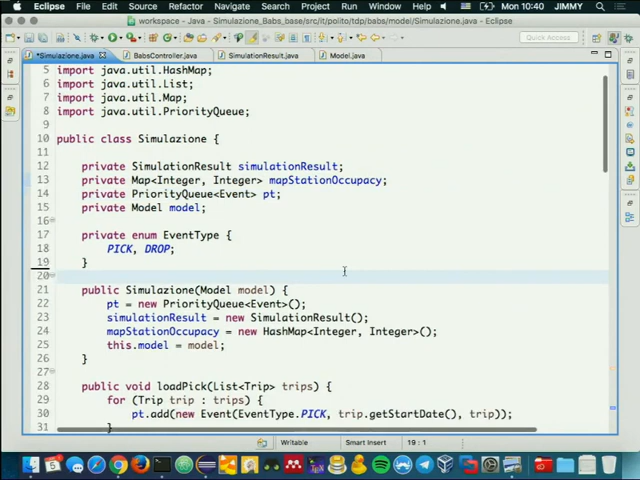 Eclipse File Edit Source Refactor Navigate Search Project Run Window Help Mon 10:40 JIMMY
workspace - Java - Simulazione_Babs_base/src/it/polito/tdp/babs/model/Simulazione.java - Eclipse
Quick Access
*Simulazione.java BabsController.java SimulationResult.java Model.java
5 import java.util.HashMap;
6 import java.util.List;
7 import java.util.Map;
8 import java.util.PriorityQueue;
9
10 public class Simulazione {
11
12 private SimulationResult simulationResult;
13 private Map<Integer, Integer> mapStationOccupacy;
14 private PriorityQueue<Event> pt;
15 private Model model;
16
17 private enum EventType {
18 PICK, DROP;
19 }
20
21 public Simulazione(Model model) {
22 pt = new PriorityQueue<Event>();
23 simulationResult = new SimulationResult();
24 mapStationOccupacy = new HashMap<Integer, Integer>();
25 this.model = model;
26 }
27
28 public void loadPick(List<Trip> trips) {
29 for (Trip trip : trips) {
30 pt.add(new Event(EventType.PICK, trip.getStartDate(), trip));
31 }
Writable Smart Insert 19 : 1
5